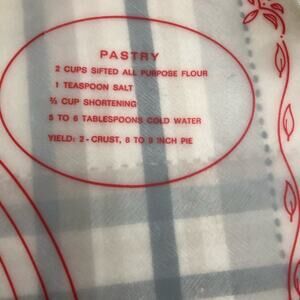 PASTRY
2 CUPS SIFTED ALL PURPOSE FLOUR
1 TEASPOON SALT
⅔ CUP SHORTENING
5 TO 6 TABLESPOONS COLD WATER
YIELD: 2 - CRUST, 8 TO 9 INCH PIE